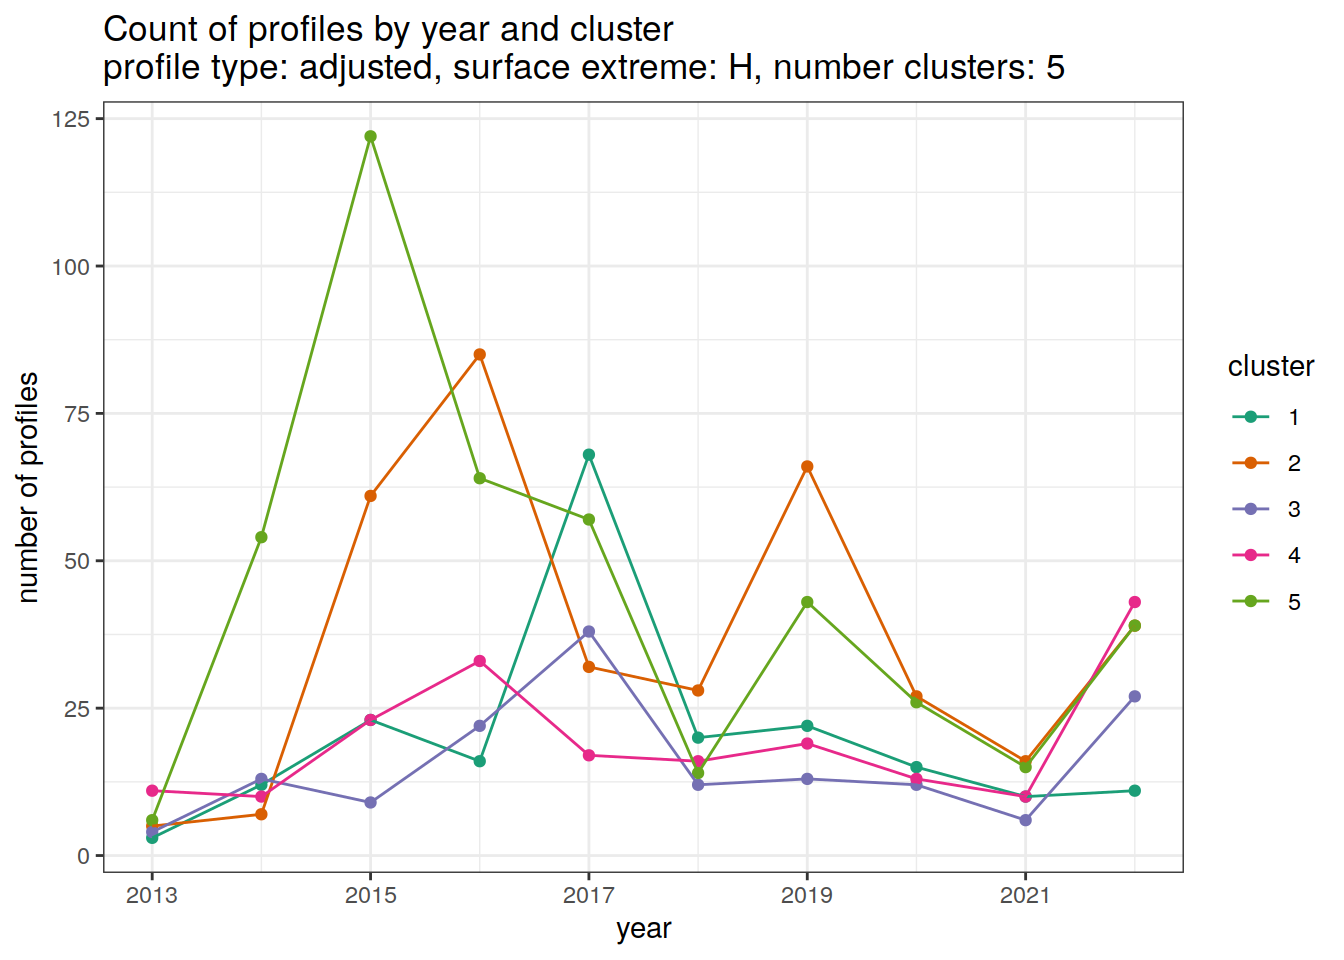 Count of profiles by year and cluster
profile type: adjusted, surface extreme: H, number clusters: 5
125
100
75
50
25
0
number of profiles
2013 2015 2017 2019 2021
year
cluster
1
2
3
4
5